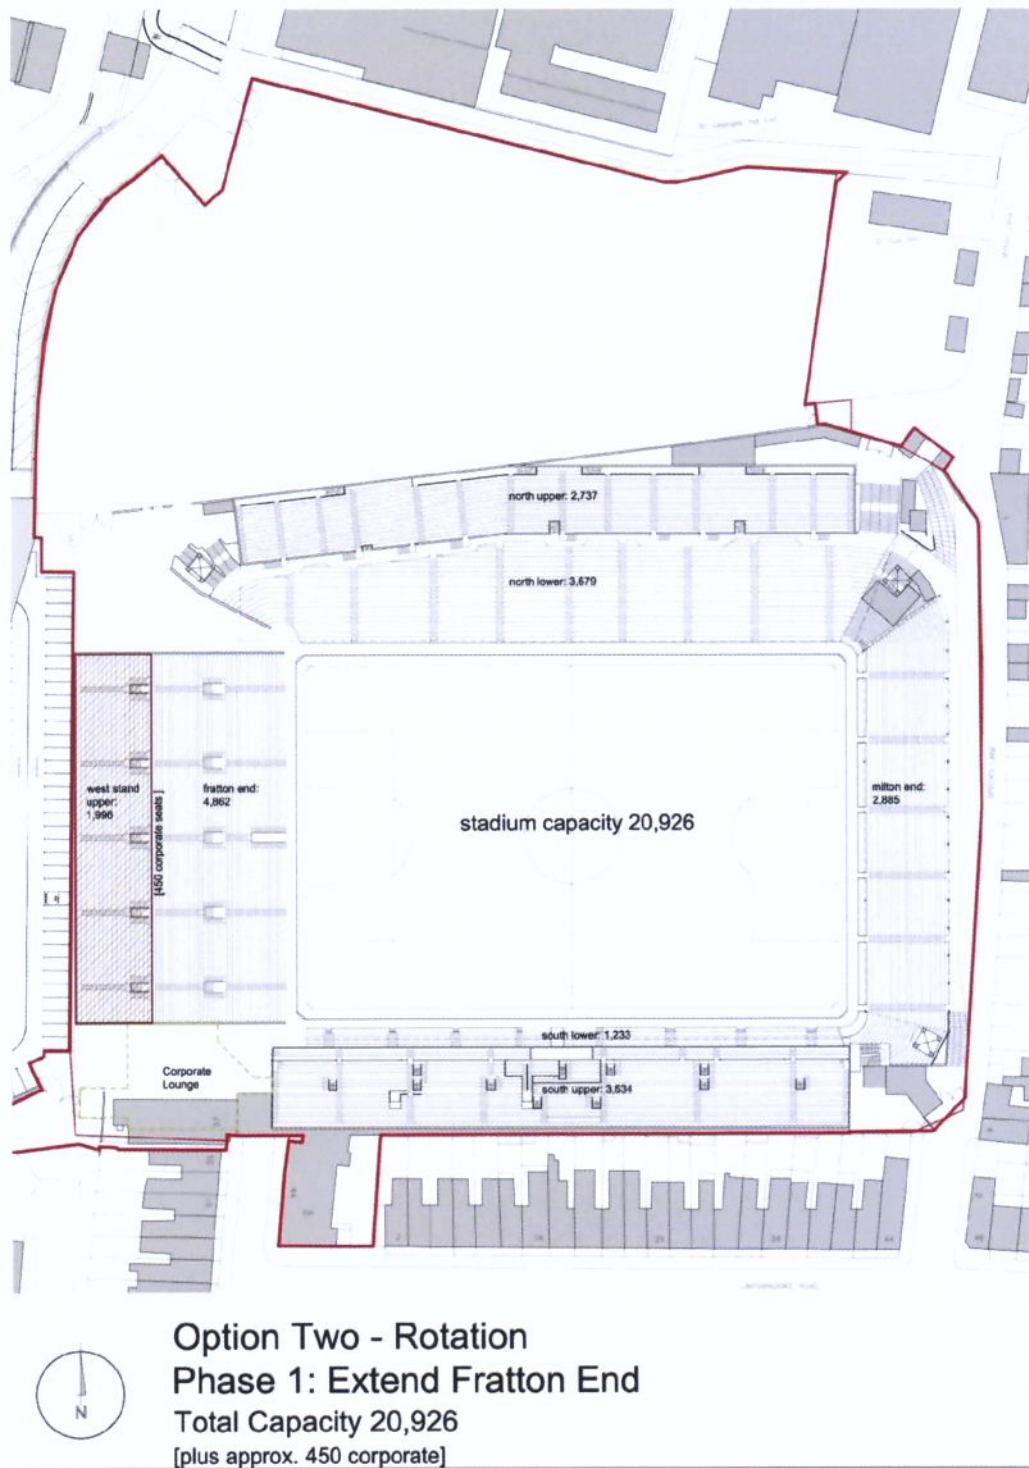 north upper: 2,737
north lower: 3,679
west stand
upper:
1,996
[450 corporate seats]
fratton end:
4,862
stadium capacity 20,926
milton end:
2,885
south lower: 1,233
south upper: 3,534
Corporate
Lounge
N
Option Two - Rotation
Phase 1: Extend Fratton End
Total Capacity 20,926
[plus approx. 450 corporate]